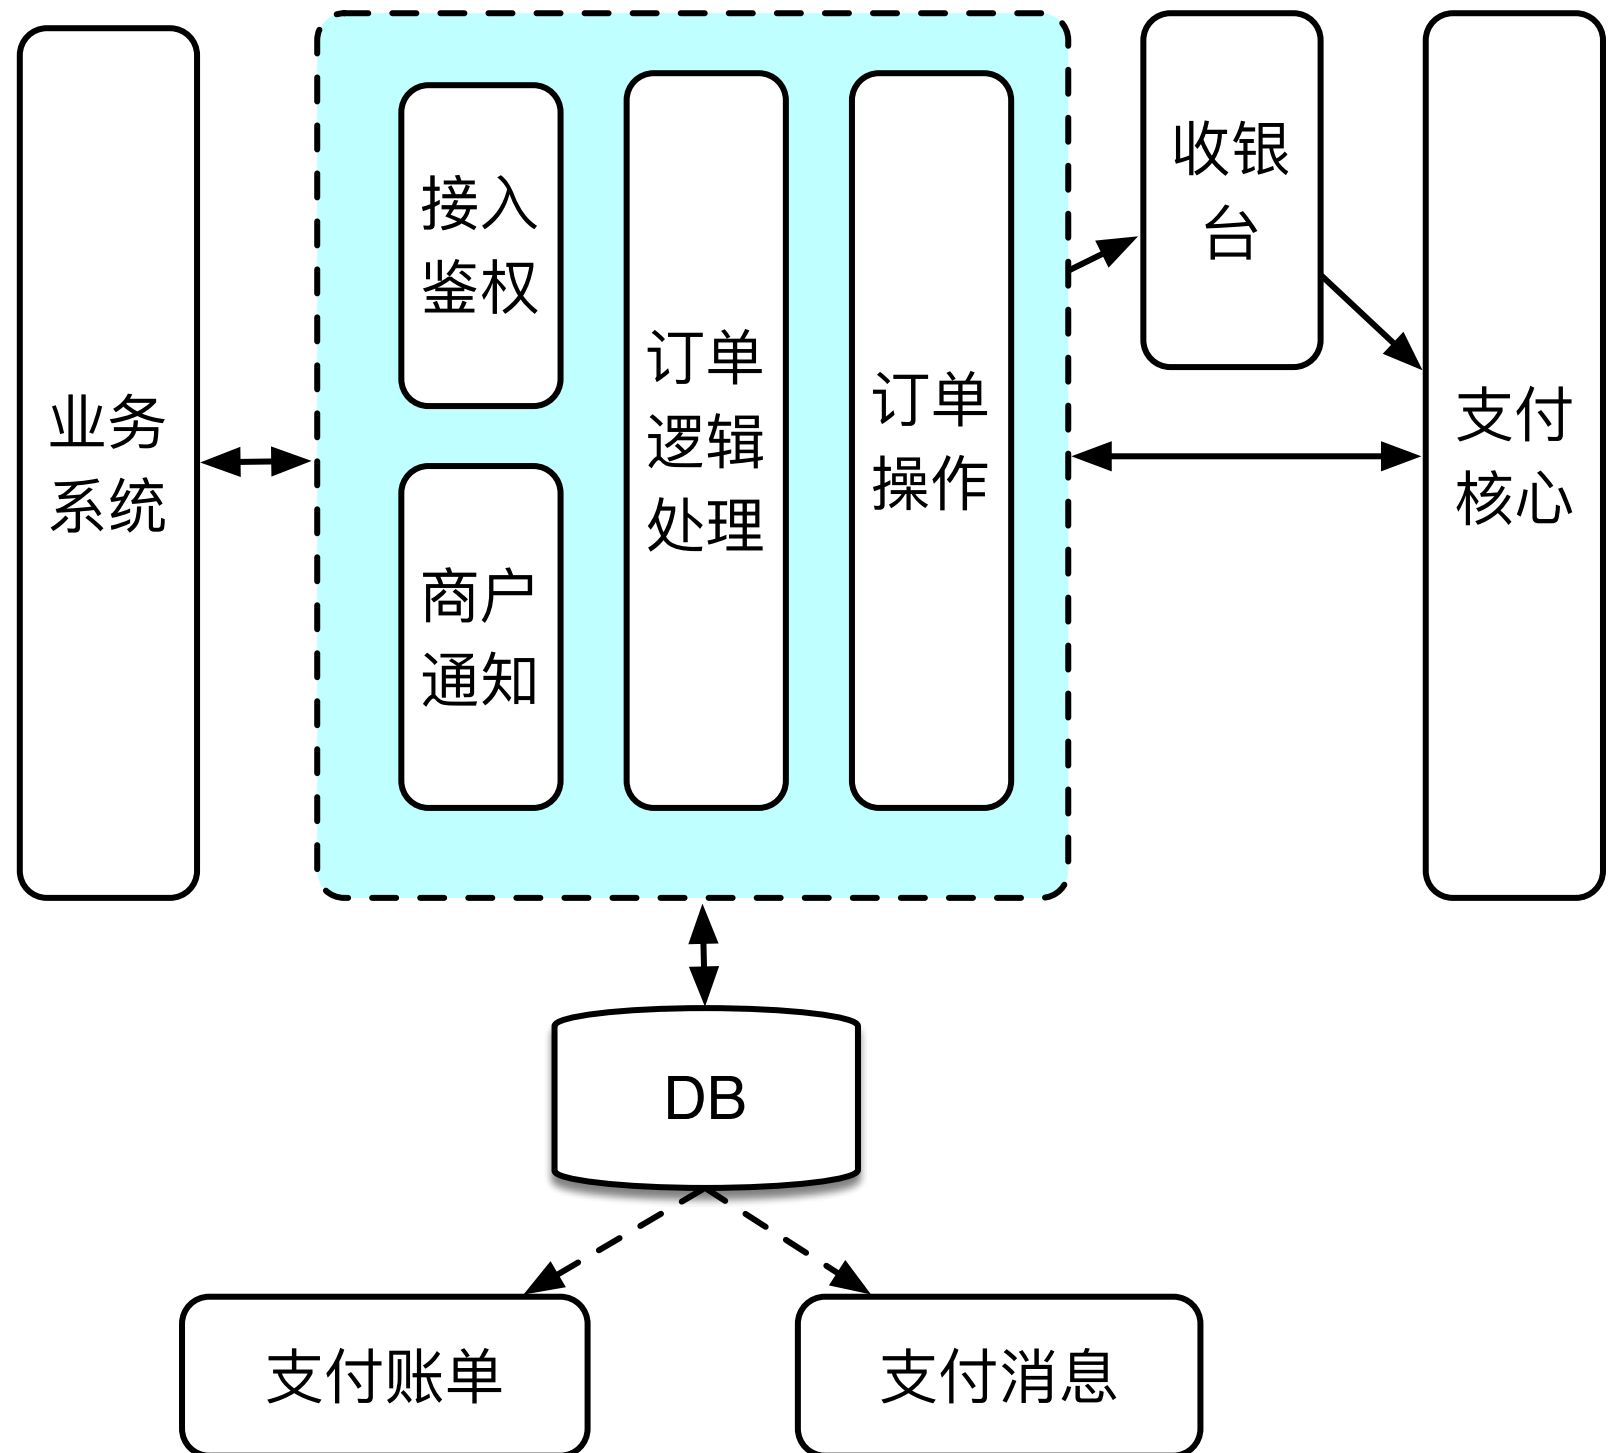 业务
系统
接入
鉴权
商户
通知
订单
逻辑
处理
订单
操作
收银
台
支付
核心
DB
支付账单
支付消息